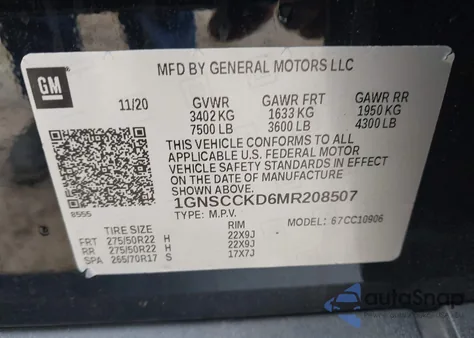 MFD BY GENERAL MOTORS LLC
GM
11/20 GVWR GAWR FRT GAWR RR
3402 KG 1633 KG 1950 KG
7500 LB 3600 LB 4300 LB
THIS VEHICLE CONFORMS TO ALL
APPLICABLE U.S. FEDERAL MOTOR
VEHICLE SAFETY STANDARDS IN EFFECT
ON THE DATE OF MANUFACTURE
SHOWN ABOVE.
1GNSCCKD6MR208507
8555
TYPE: M.P.V. MODEL: 67CC10906
TIRE SIZE RIM
FRT 275/50R22 H 22X9J
RR 275/50R22 H 22X9J
SPA 265/70R17 S 17X7J
autoSnap